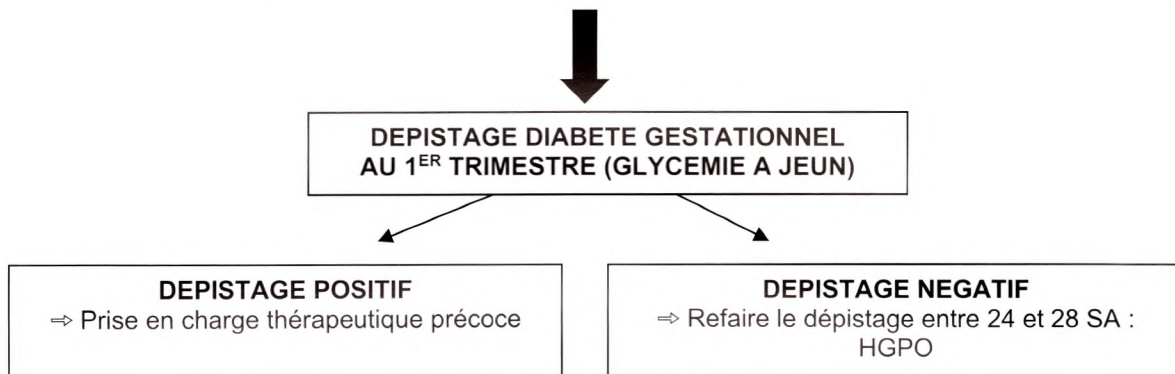 DEPISTAGE DIABETE GESTATIONNEL
AU 1ER TRIMESTRE (GLYCEMIE A JEUN)
DEPISTAGE POSITIF
⇨ Prise en charge thérapeutique précoce
DEPISTAGE NEGATIF
⇨ Refaire le dépistage entre 24 et 28 SA :
HGPO